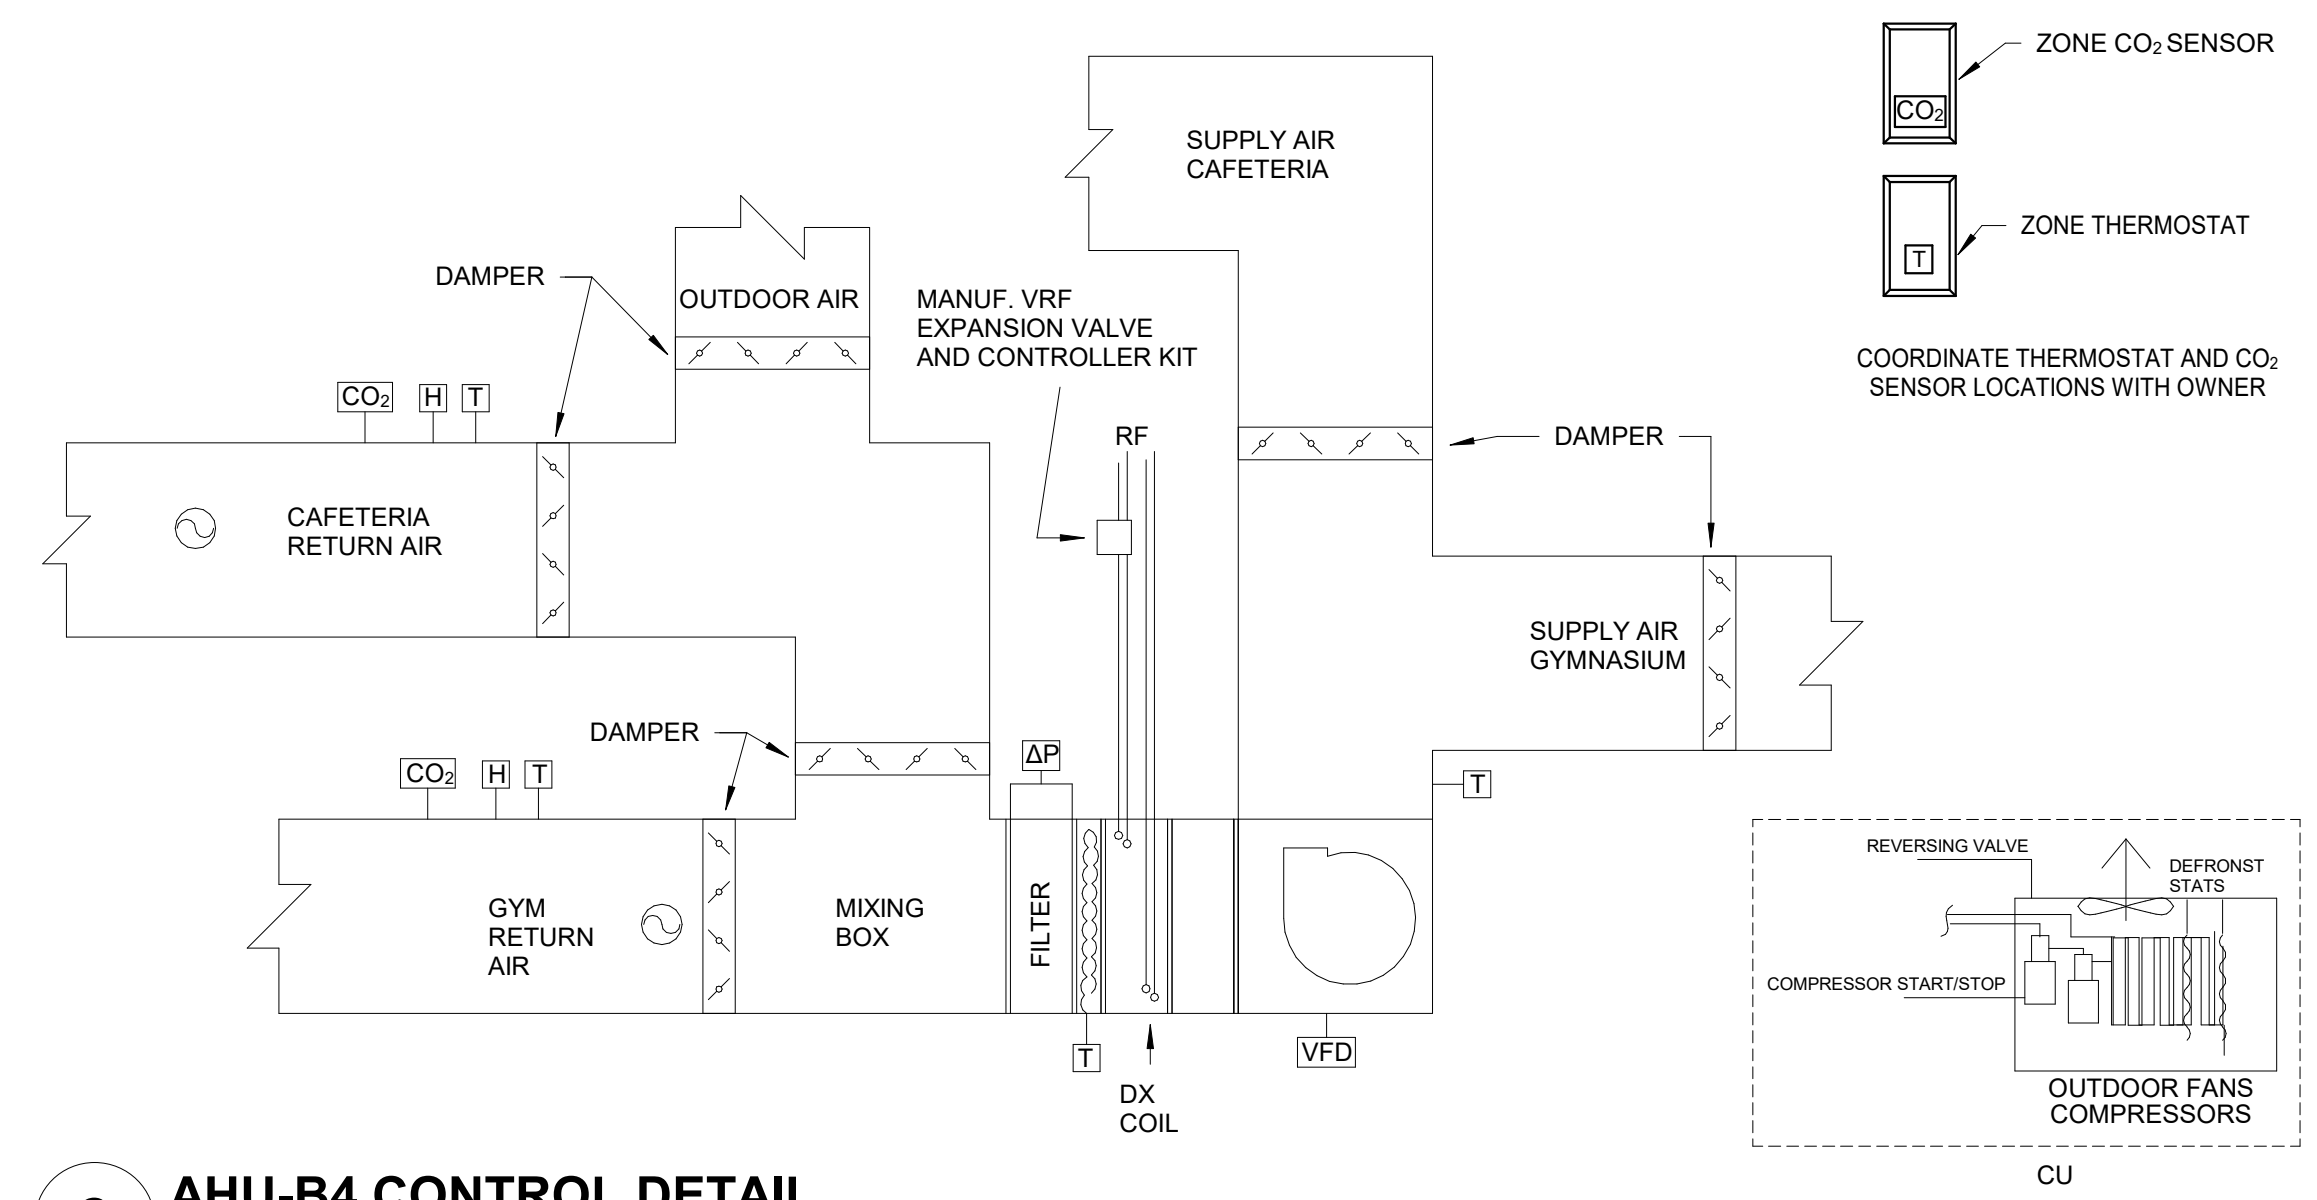 ZONE CO₂ SENSOR
CO₂
SUPPLY AIR
CAFETERIA
T
ZONE THERMOSTAT
DAMPER
OUTDOOR AIR
MANUF. VRF
EXPANSION VALVE
AND CONTROLLER KIT
COORDINATE THERMOSTAT AND CO₂
SENSOR LOCATIONS WITH OWNER
CO₂
H
T
RF
DAMPER
CAFETERIA
RETURN AIR
SUPPLY AIR
GYMNASIUM
DAMPER
ΔP
CO₂
H
T
T
REVERSING VALVE
DEFRONST
STATS
GYM
RETURN
AIR
MIXING
BOX
FILTER
COMPRESSOR START/STOP
T
VFD
DX
COIL
OUTDOOR FANS
COMPRESSORS
CU
AHU-B4 CONTROL DETAIL